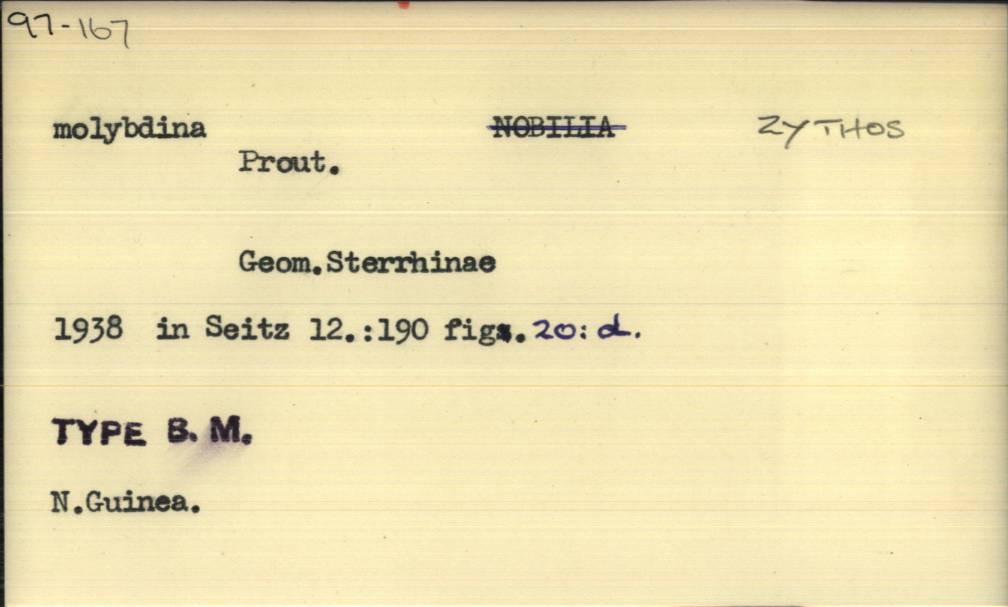 97-167
molybdina NOBILIA ZYTHOS
Prout.
Geom.Sterrhinae
1938 in Seitz 12.:190 figs. 20: d.
TYPE B. M.
N.Guinea.